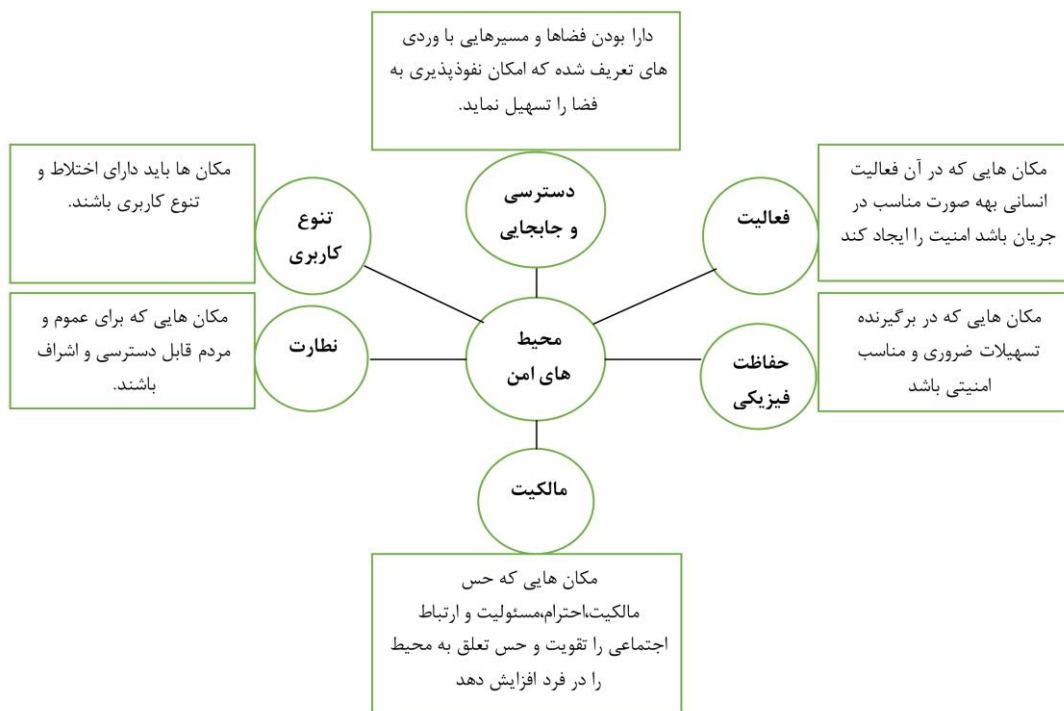 دارا بودن فضاها و مسیرهایی با وردی
های تعریف شده که امکان نفوذپذیری به
فضا را تسهیل نماید.
مکان هایی که در آن فعالیت
انسانی بهه صورت مناسب در
جریان باشد امنیت را ایجاد کند
فعالیت
دسترسی
و جابجایی
تنوع
کاربری
مکان ها باید دارای اختلاط و
تنوع کاربری باشند.
مکان هایی که در برگیرنده
تسهیلات ضروری و مناسب
امنیتی باشد
حفاظت
فیزیکی
محیط
های امن
نطارت
مکان هایی که برای عموم و
مردم قابل دسترسی و اشراف
باشند.
مالکیت
مکان هایی که حس
مالکیت،احترام،مسئولیت و ارتباط
اجتماعی را تقویت و حس تعلق به محیط
را در فرد افزایش دهد